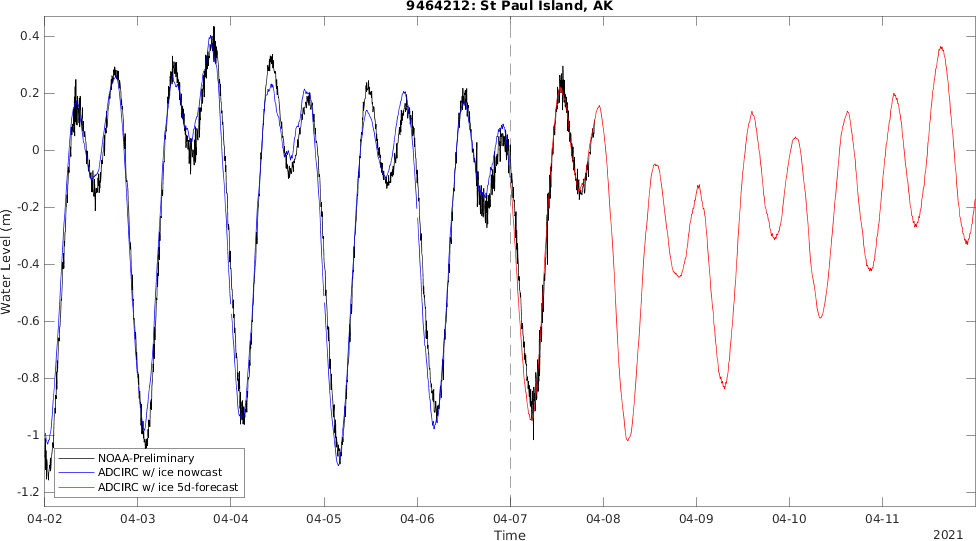 9464212: St Paul Island, AK
Water Level (m)
0.4
0.2
0
-0.2
-0.4
-0.6
-0.8
-1
-1.2
NOAA-Preliminary
ADCIRC w/ ice nowcast
ADCIRC w/ ice 5d-forecast
04-02 04-03 04-04 04-05 04-06 04-07 04-08 04-09 04-10 04-11
Time
2021